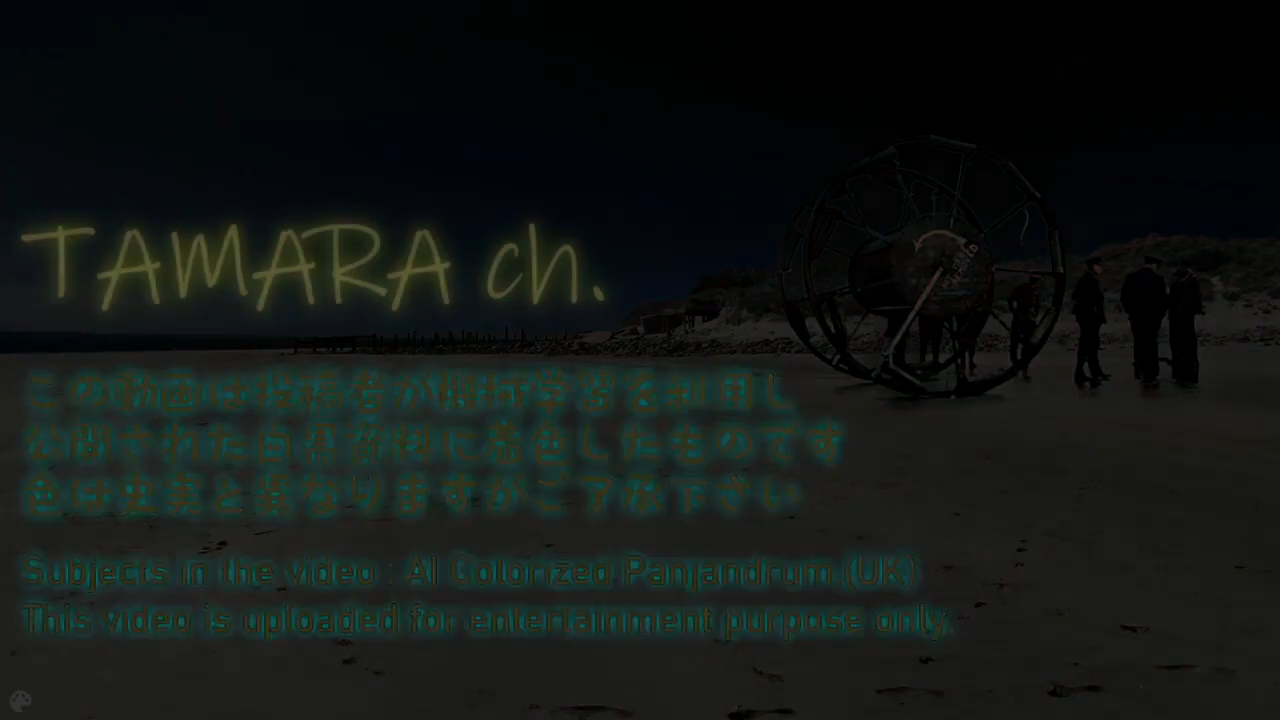 TAMARA ch.
この動画は投稿者が機械学習を利用し
公開された白黒資料に着色したものです
色は史実と異なりますがご了承下さい
Subjects in the video : AI Colorized Panjandrum (UK)
This video is uploaded for entertainment purpose only.